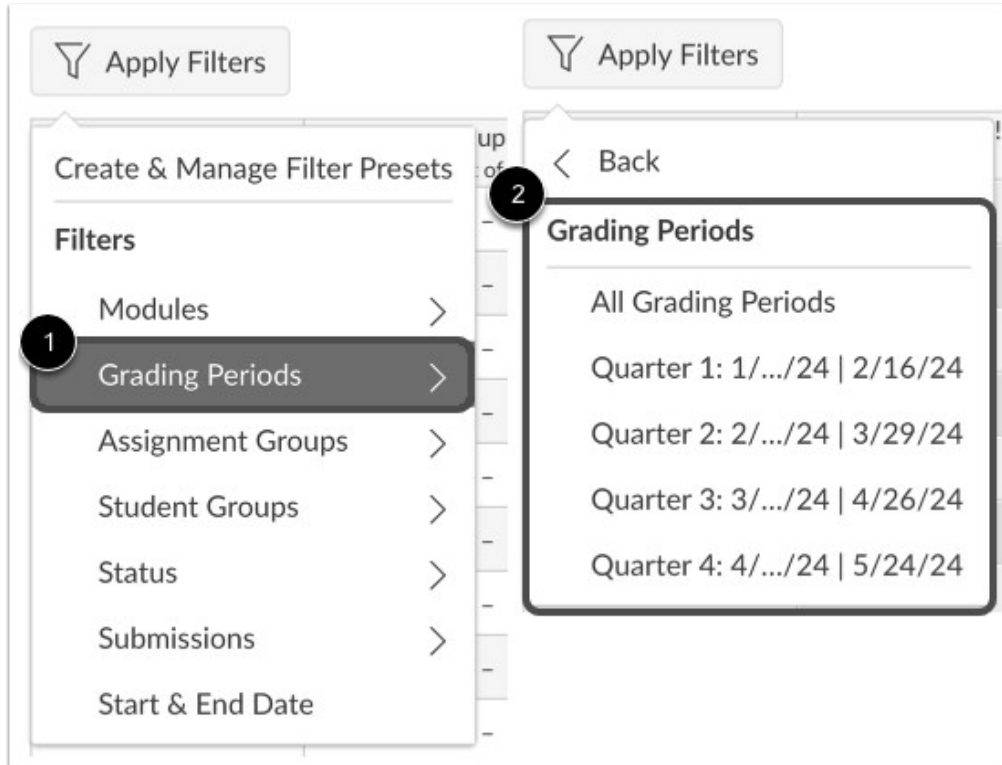 Apply Filters
Create & Manage Filter Presets
Filters
Modules
1
Grading Periods
Assignment Groups
Student Groups
Status
Submissions
Start & End Date
up
of
Apply Filters
Back
2
Grading Periods
All Grading Periods
Quarter 1: 1/.../24 | 2/16/24
Quarter 2: 2/.../24 | 3/29/24
Quarter 3: 3/.../24 | 4/26/24
Quarter 4: 4/.../24 | 5/24/24